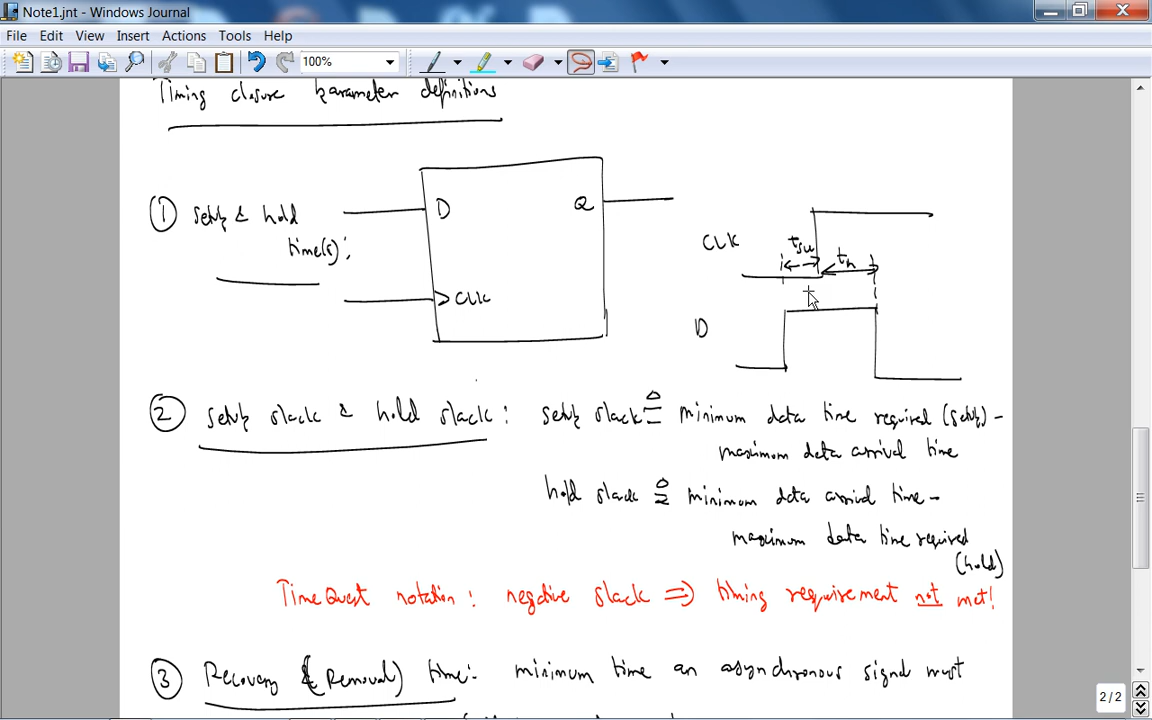 Note1.jnt - Windows Journal
File Edit View Insert Actions Tools Help
100%
Timing closure parameter definitions
① Setup & hold
time(s):
D
Q
CLK
CLK
tsu
th
D
② Setup slack & hold slack: setup slack ≜ minimum data time required (setup) -
maximum data arrival time
hold slack ≜ minimum data arrival time -
maximum data time required
(hold)
TimeQuest notation: negative slack => timing requirement not met!
③ Recovery (& Removal) time: minimum time an asynchronous signal must
2/2